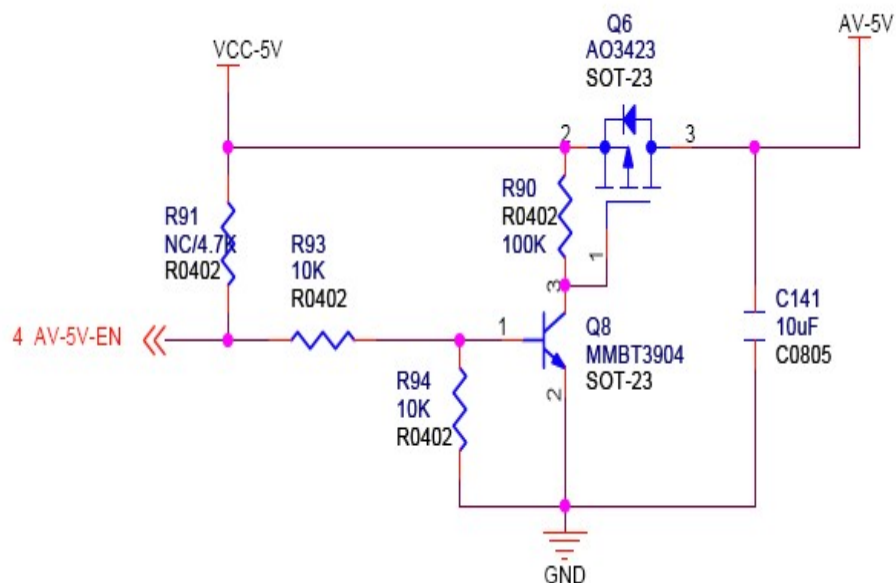 Q6
AO3423
SOT-23
AV-5V
VCC-5V
2
3
R91
NC/4.7K
R0402
R93
10K
R0402
R90
R0402
100K
1
3
4 AV-5V-EN
1
Q8
MMBT3904
SOT-23
2
C141
10uF
C0805
R94
10K
R0402
GND